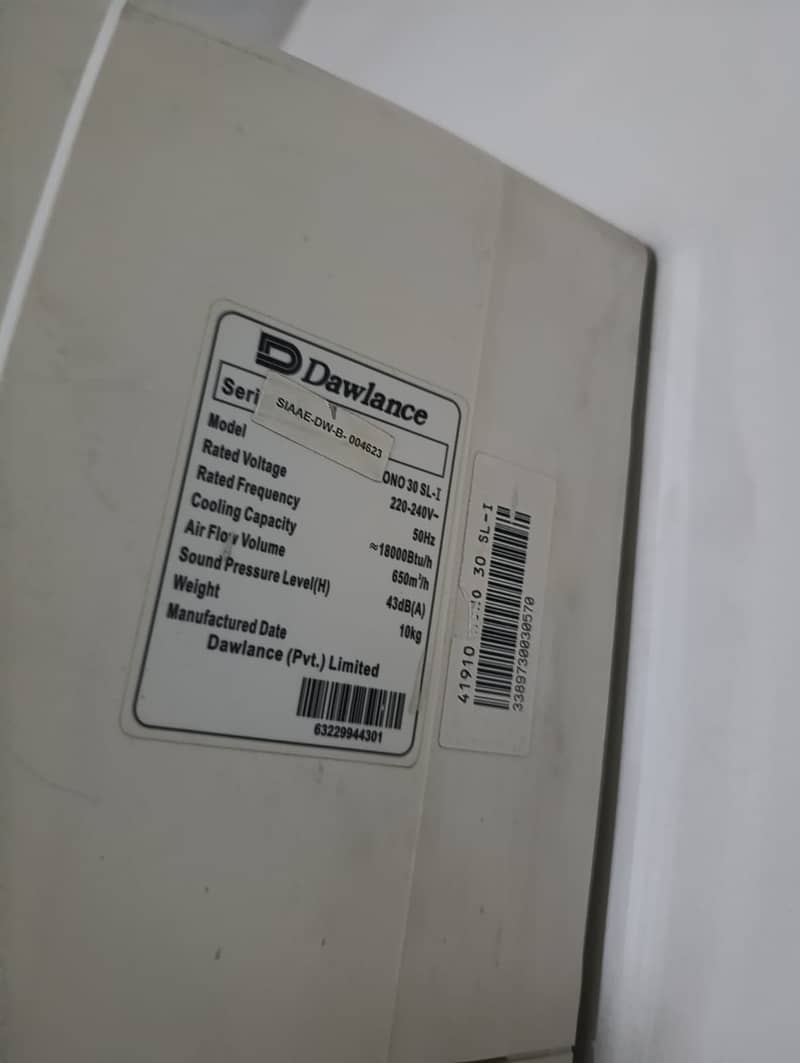 Dawlance
Seri
SIAAE-DW-B- 004623
Model ONO 30 SL-I
Rated Voltage 220-240V~
Rated Frequency 50Hz
Cooling Capacity ≈18000Btu/h
Air Flow Volume 650m³/h
Sound Pressure Level(H) 43dB(A)
Weight 10kg
Manufactured Date
Dawlance (Pvt.) Limited
63229944301
41910 30 SL-I
3389730030570